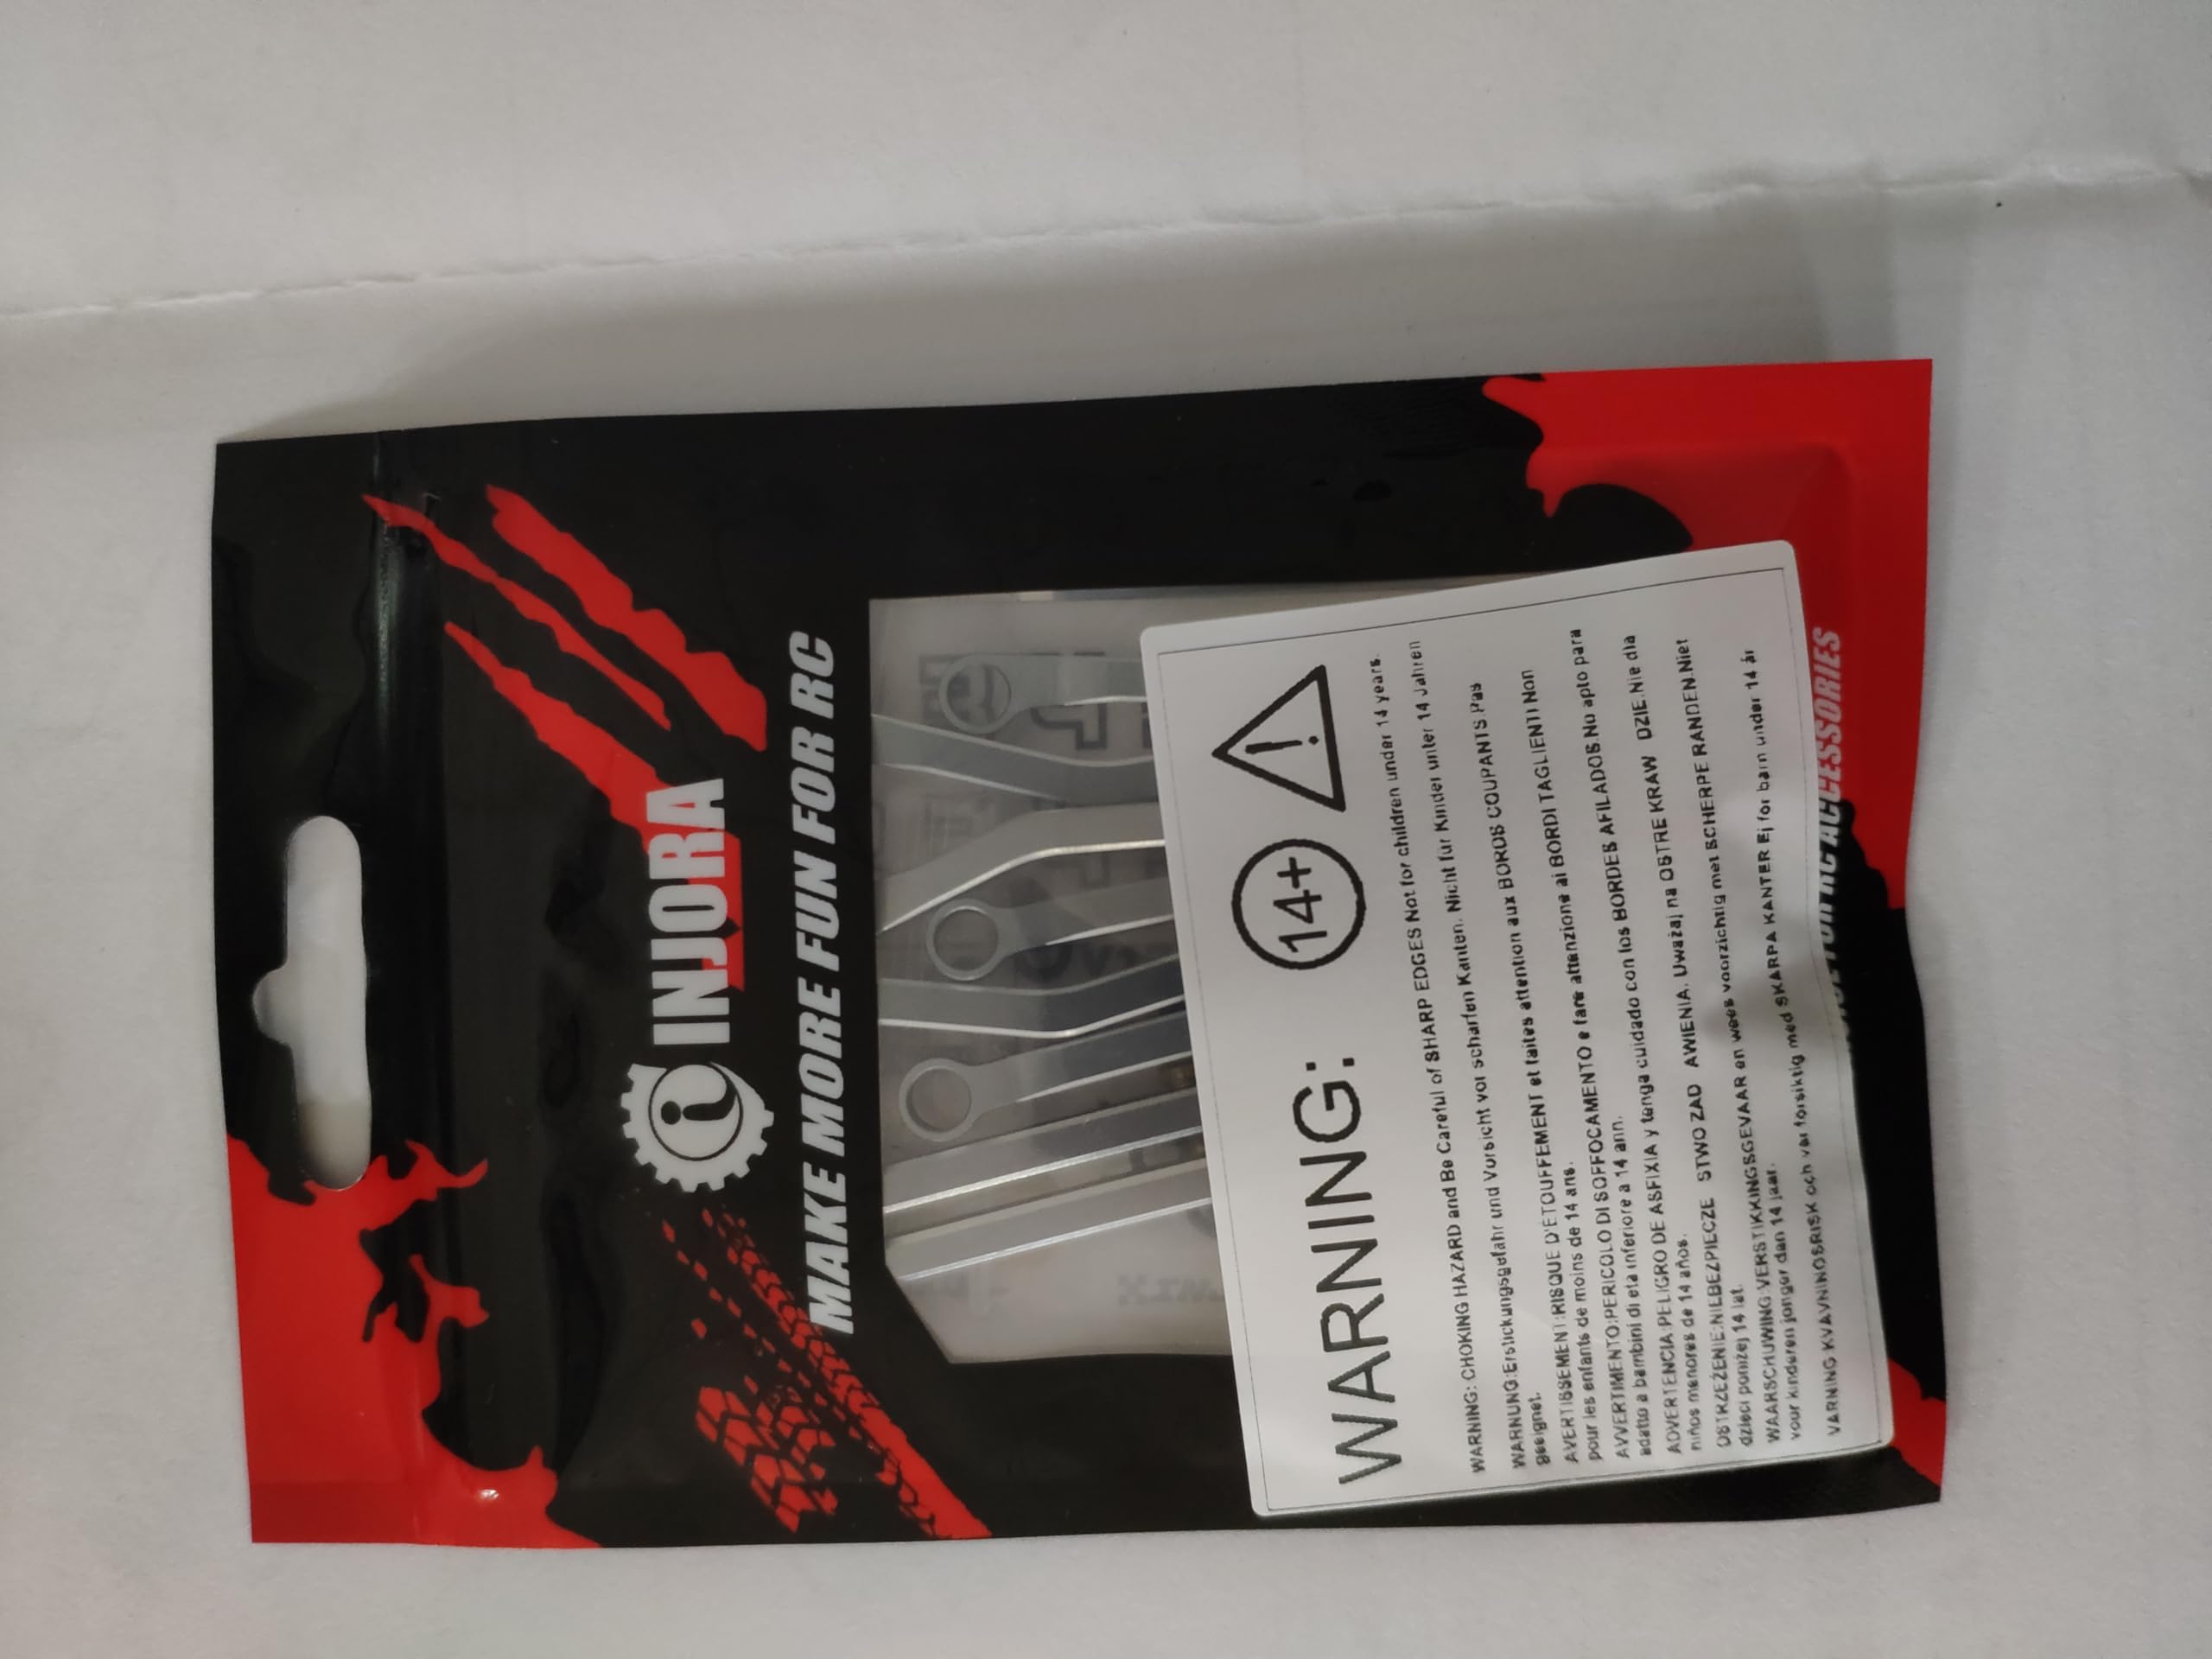 INJORA
MAKE MORE FUN FOR RC
WARNING: 14+
WARNING: CHOKING HAZARD and Be Careful of SHARP EDGES Not for children under 14 years.
WARNUNG:Erstickungsgefahr und Vorsicht vor scharfen Kanten. Nicht für Kinder unter 14 Jahren
geeignet.
AVERTISSEMENT:RISQUE D'ÉTOUFFEMENT et faites attention aux BORDS COUPANTS.Pas
pour les enfants de moins de 14 ans.
AVVERTIMENTO:PERICOLO DI SOFFOCAMENTO e fare attenzione ai BORDI TAGLIENTI Non
adatto a bambini di età inferiore a 14 ann.
ADVERTENCIA:PELIGRO DE ASFIXIA y tenga cuidado con los BORDES AFILADOS.No apto para
niños menores de 14 años.
OSTRZEŻENIE:NIEBEZPIECZE STWO ZAD AWIENIA. Uważaj na OSTRE KRAW DZIE.Nie dla
dzieci poniżej 14 lat.
WAARSCHUWING:VERSTIKKINGSGEVAAR en wees voorzichtig met SCHERPE RANDEN.Niet
voor kinderen jonger dan 14 jaar.
VARNING KVÄVNINGSRISK och var försiktig med SKARPA KANTER Ej för barn under 14 år
RC ACCESSORIES